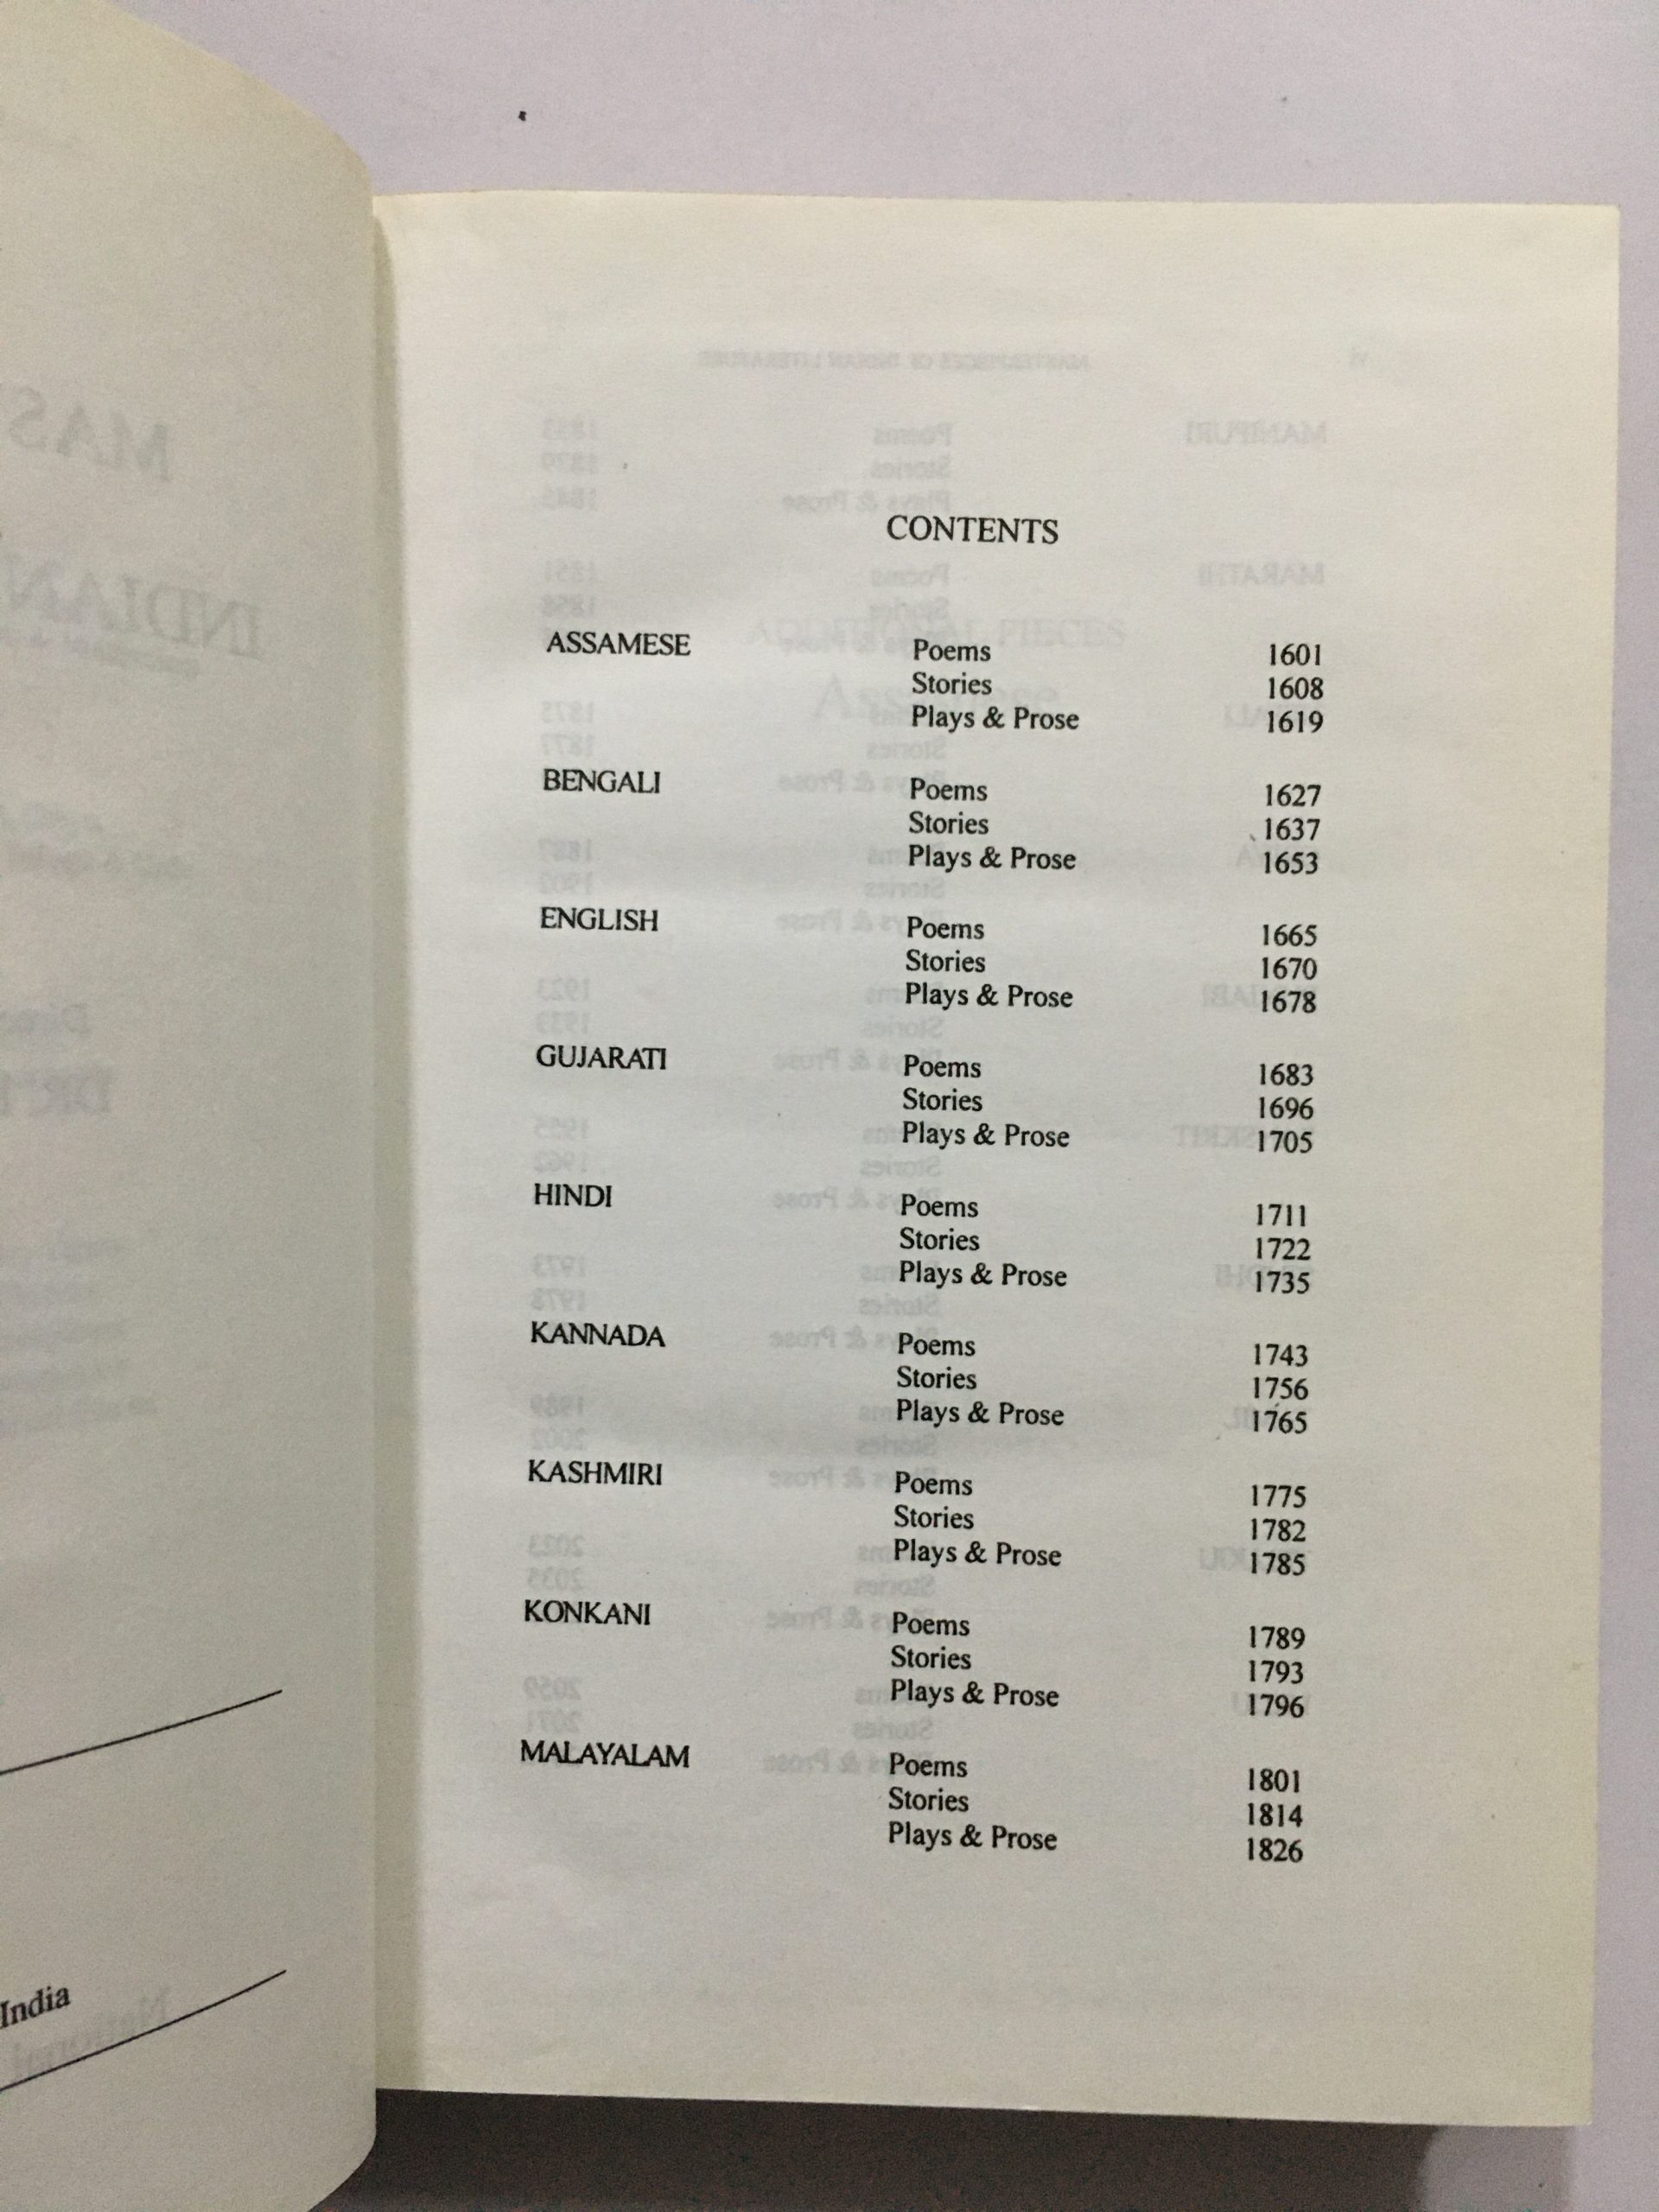 CONTENTS
ASSAMESE Poems 1601
Stories 1608
Plays & Prose 1619
BENGALI Poems 1627
Stories 1637
Plays & Prose 1653
ENGLISH Poems 1665
Stories 1670
Plays & Prose 1678
GUJARATI Poems 1683
Stories 1696
Plays & Prose 1705
HINDI Poems 1711
Stories 1722
Plays & Prose 1735
KANNADA Poems 1743
Stories 1756
Plays & Prose 1765
KASHMIRI Poems 1775
Stories 1782
Plays & Prose 1785
KONKANI Poems 1789
Stories 1793
Plays & Prose 1796
MALAYALAM Poems 1801
Stories 1814
Plays & Prose 1826
India